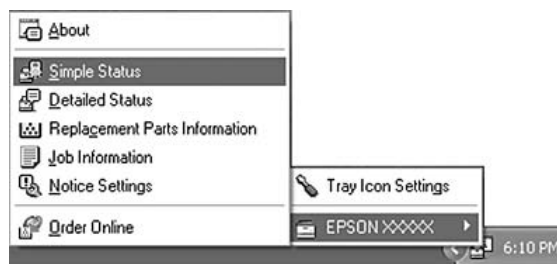 About
Simple Status
Detailed Status
Replacement Parts Information
Job Information
Notice Settings
Order Online
Tray Icon Settings
EPSON XXXXX
6:10 PM